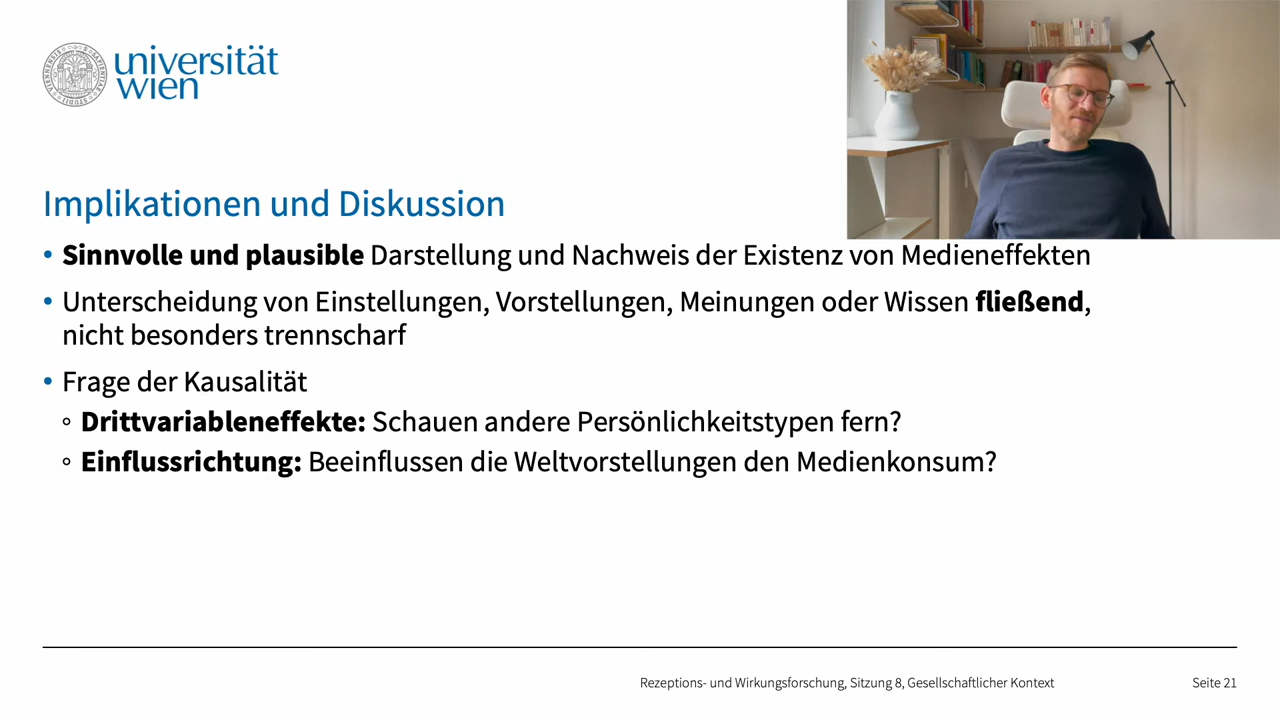 universität
wien
Implikationen und Diskussion
• Sinnvolle und plausible Darstellung und Nachweis der Existenz von Medieneffekten
• Unterscheidung von Einstellungen, Vorstellungen, Meinungen oder Wissen fließend,
nicht besonders trennscharf
• Frage der Kausalität
◦ Drittvariableneffekte: Schauen andere Persönlichkeitstypen fern?
◦ Einflussrichtung: Beeinflussen die Weltvorstellungen den Medienkonsum?
Rezeptions- und Wirkungsforschung, Sitzung 8, Gesellschaftlicher Kontext
Seite 21